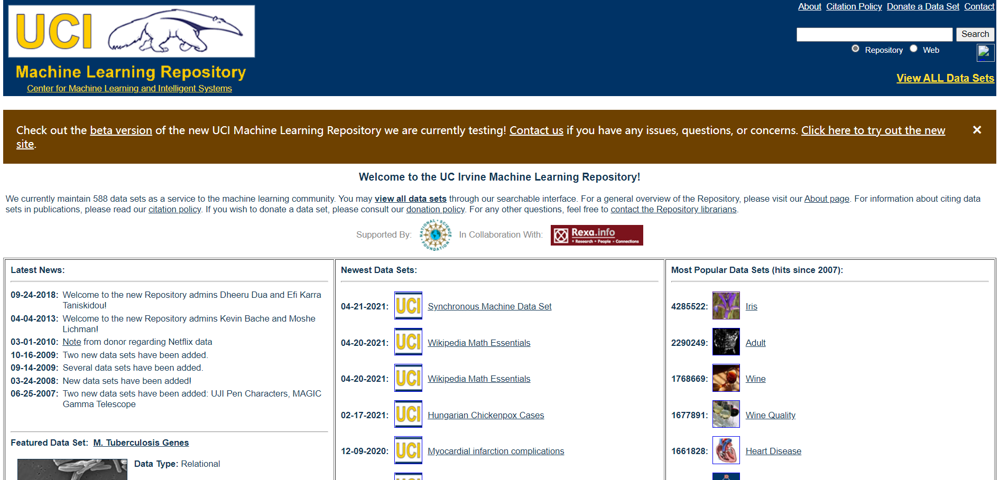 About Citation Policy Donate a Data Set Contact
UCI
Search
Repository Web
Machine Learning Repository
View ALL Data Sets
Center for Machine Learning and Intelligent Systems
Check out the beta version of the new UCI Machine Learning Repository we are currently testing! Contact us if you have any issues, questions, or concerns. Click here to try out the new
site.
×
Welcome to the UC Irvine Machine Learning Repository!
We currently maintain 588 data sets as a service to the machine learning community. You may view all data sets through our searchable interface. For a general overview of the Repository, please visit our About page. For information about citing data
sets in publications, please read our citation policy. If you wish to donate a data set, please consult our donation policy. For any other questions, feel free to contact the Repository librarians.
Supported By: NATIONAL SCIENCE FOUNDATION In Collaboration With: Rexa.info
Research People Connections
Latest News:
09-24-2018: Welcome to the new Repository admins Dheeru Dua and Efi Karra
Taniskidou!
04-04-2013: Welcome to the new Repository admins Kevin Bache and Moshe
Lichman!
03-01-2010: Note from donor regarding Netflix data
10-16-2009: Two new data sets have been added.
09-14-2009: Several data sets have been added.
03-24-2008: New data sets have been added!
06-25-2007: Two new data sets have been added: UJI Pen Characters, MAGIC
Gamma Telescope
Featured Data Set: M. Tuberculosis Genes
Data Type: Relational
Newest Data Sets:
04-21-2021: UCI Synchronous Machine Data Set
04-20-2021: UCI Wikipedia Math Essentials
04-20-2021: UCI Wikipedia Math Essentials
02-17-2021: UCI Hungarian Chickenpox Cases
12-09-2020: UCI Myocardial infarction complications
UCI
Most Popular Data Sets (hits since 2007):
4285522: Iris
2290249: Adult
1768669: Wine
1677891: Wine Quality
1661828: Heart Disease